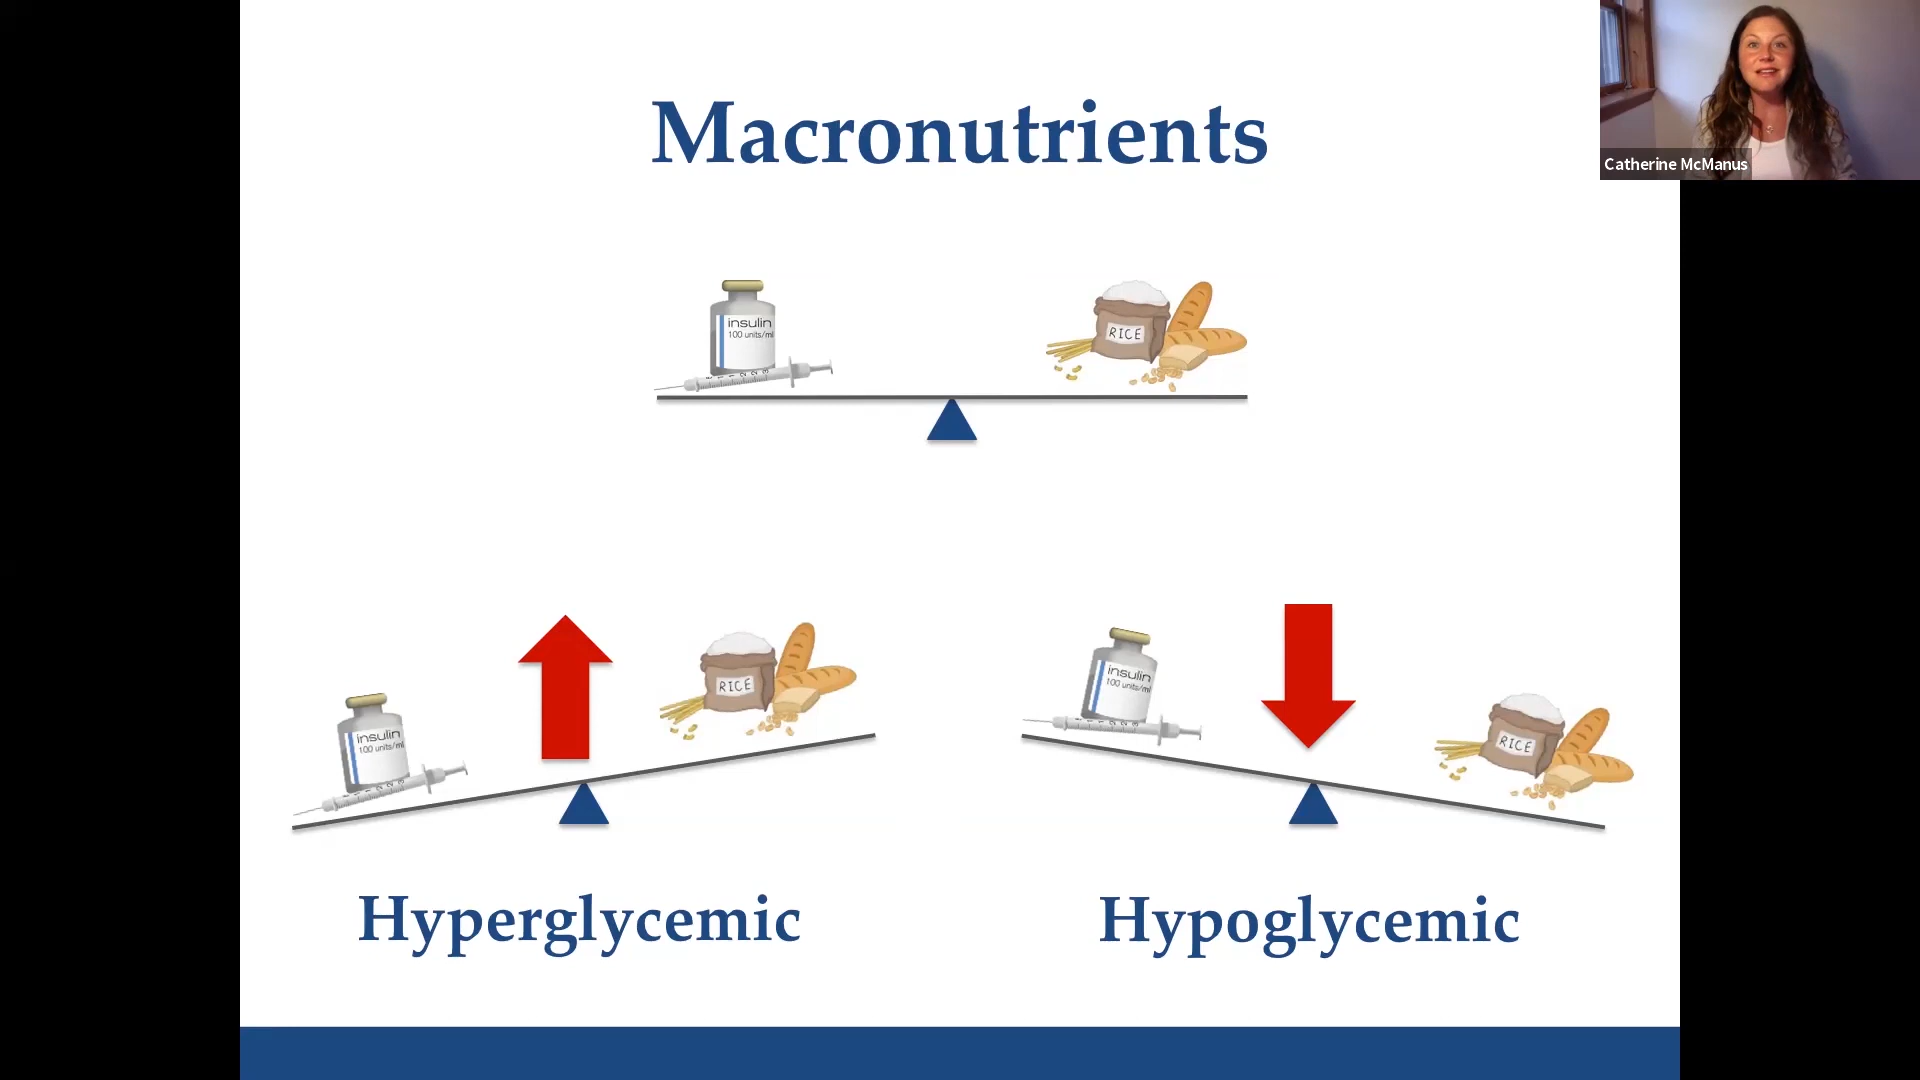 Macronutrients
Catherine McManus
insulin
100 units/ml
RICE
insulin
100 units/ml
RICE
insulin
100 units/ml
RICE
Hyperglycemic
Hypoglycemic